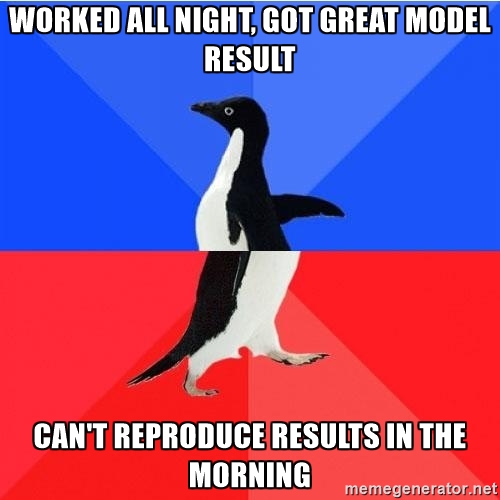 WORKED ALL NIGHT, GOT GREAT MODEL
RESULT
CAN'T REPRODUCE RESULTS IN THE
MORNING
memegenerator.net